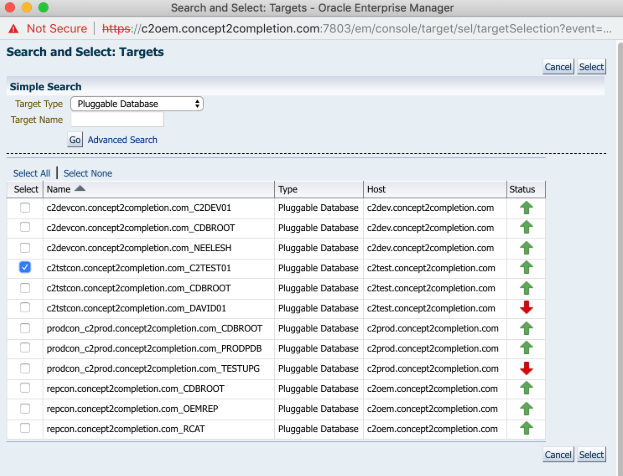 Search and Select: Targets - Oracle Enterprise Manager
Not Secure | https://c2oem.concept2completion.com:7803/em/console/target/sel/targetSelection?event=...
Search and Select: Targets
Cancel Select
Simple Search
Target Type Pluggable Database
Target Name
Go Advanced Search
Select All | Select None
Select Name Type Host Status
c2devcon.concept2completion.com_C2DEV01 Pluggable Database c2dev.concept2completion.com
c2devcon.concept2completion.com_CDBROOT Pluggable Database c2dev.concept2completion.com
c2devcon.concept2completion.com_NEELESH Pluggable Database c2dev.concept2completion.com
c2tstcon.concept2completion.com_C2TEST01 Pluggable Database c2test.concept2completion.com
c2tstcon.concept2completion.com_CDBROOT Pluggable Database c2test.concept2completion.com
c2tstcon.concept2completion.com_DAVID01 Pluggable Database c2test.concept2completion.com
prodcon_c2prod.concept2completion.com_CDBROOT Pluggable Database c2prod.concept2completion.com
prodcon_c2prod.concept2completion.com_PRODPDB Pluggable Database c2prod.concept2completion.com
prodcon_c2prod.concept2completion.com_TESTUPG Pluggable Database c2prod.concept2completion.com
repcon.concept2completion.com_CDBROOT Pluggable Database c2oem.concept2completion.com
repcon.concept2completion.com_OEMREP Pluggable Database c2oem.concept2completion.com
repcon.concept2completion.com_RCAT Pluggable Database c2oem.concept2completion.com
Cancel Select